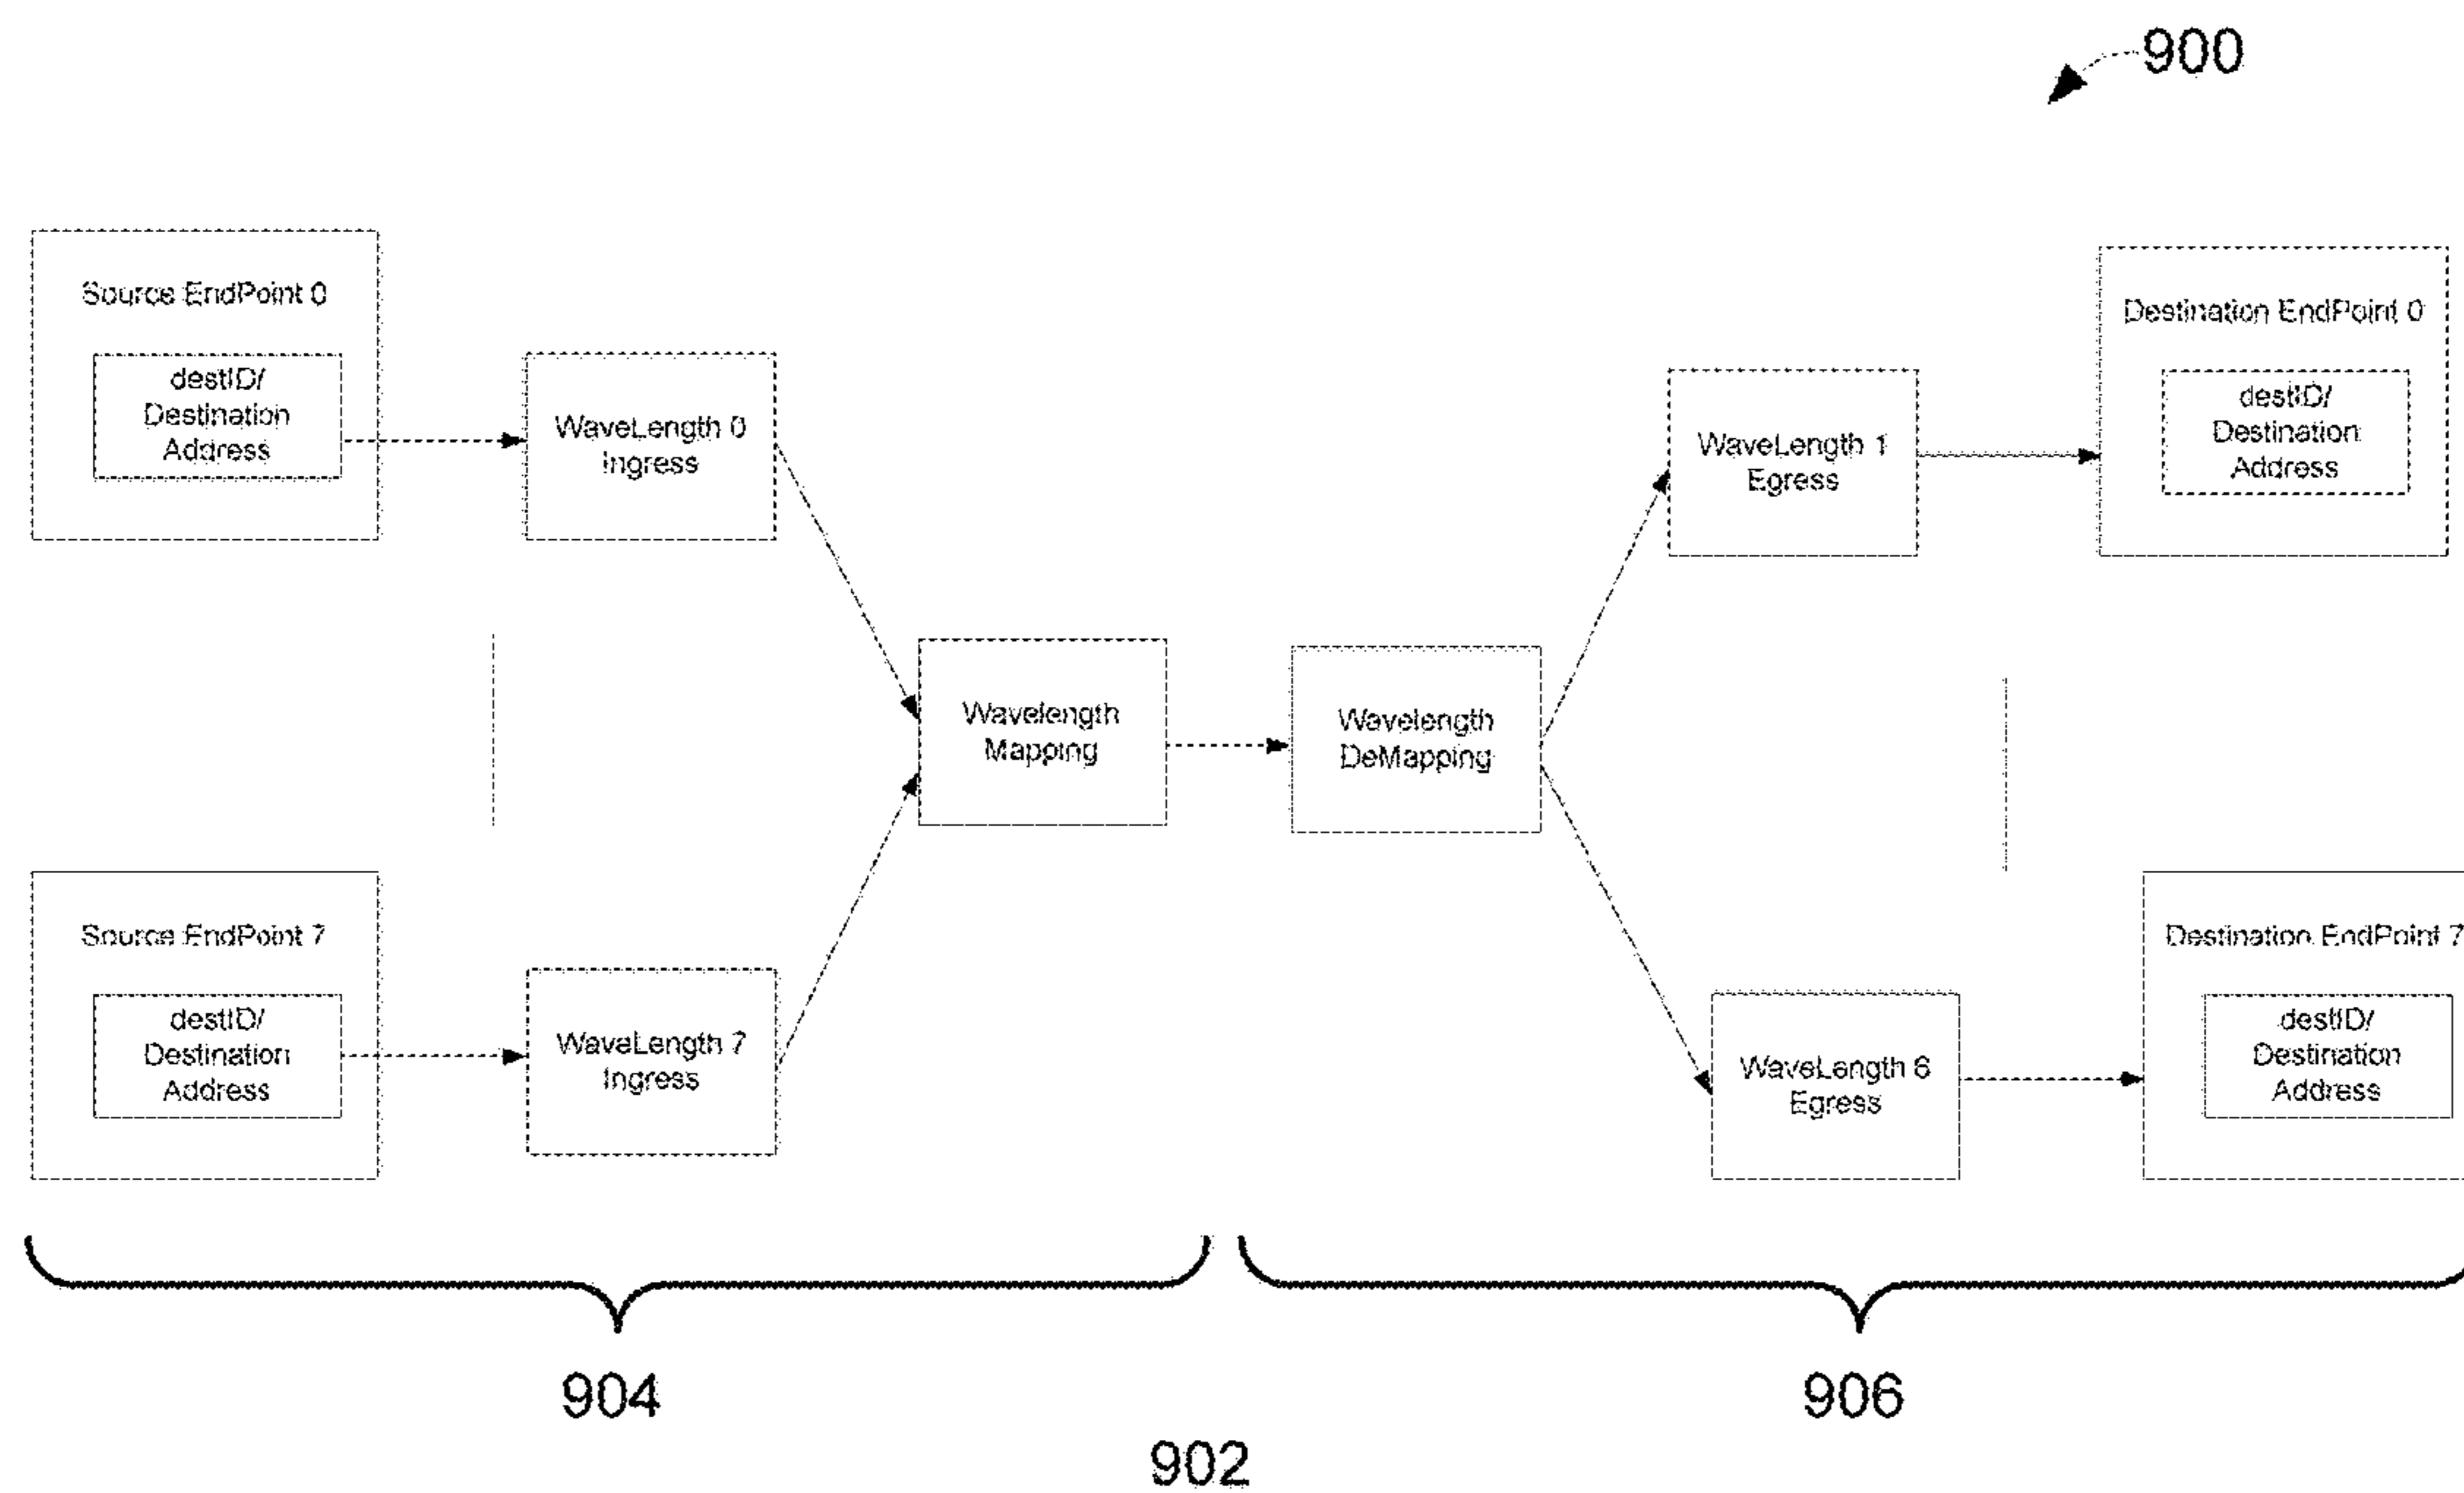 900
Source EndPoint 0
destID/
Destination
Address
WaveLength 0
Ingress
WaveLength 1
Egress
Destination EndPoint 0
destID/
Destination
Address
Wavelength
Mapping
Wavelength
DeMapping
Source EndPoint 7
destID/
Destination
Address
WaveLength 7
Ingress
WaveLength 6
Egress
Destination EndPoint 7
destID/
Destination
Address
904
906
902